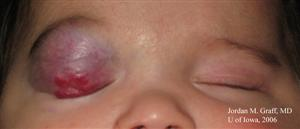 Jordan M. Graff, MD
U of Iowa, 2006